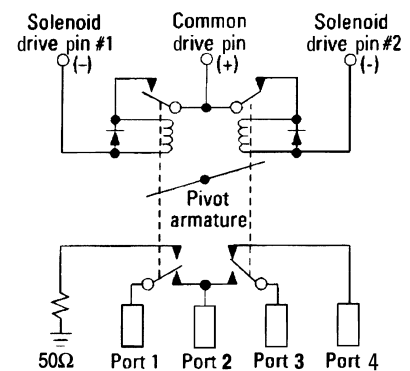 Solenoid
drive pin #1
(-)
Common
drive pin
(+)
Solenoid
drive pin #2
(-)
Pivot
armature
50Ω
Port 1
Port 2
Port 3
Port 4